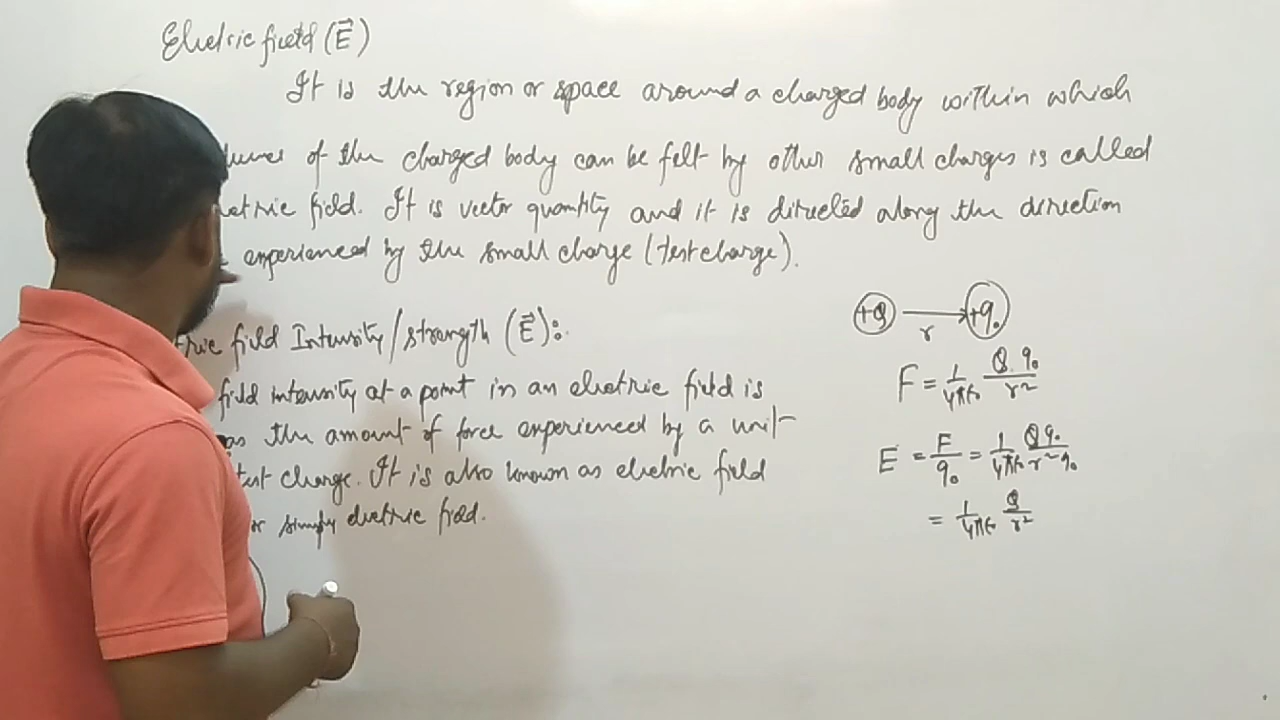 Electric field (E⃗)
It is the region or space around a charged body within which
of the charged body can be felt by other small charges is called
field. It is vector quantity and it is directed along the direction
experienced by the small charge (test charge).
field Intensity/strength (E⃗):-
field intensity at a point in an electric field is
as the amount of force experienced by a unit
test charge. It is also known as electric field
or simply electric field.
+Q → +q₀
r
F = 1/4πε₀ Q q₀/r²
E = F/q₀ = 1/4πε₀ Qq₀/r²q₀
= 1/4πε₀ Q/r²